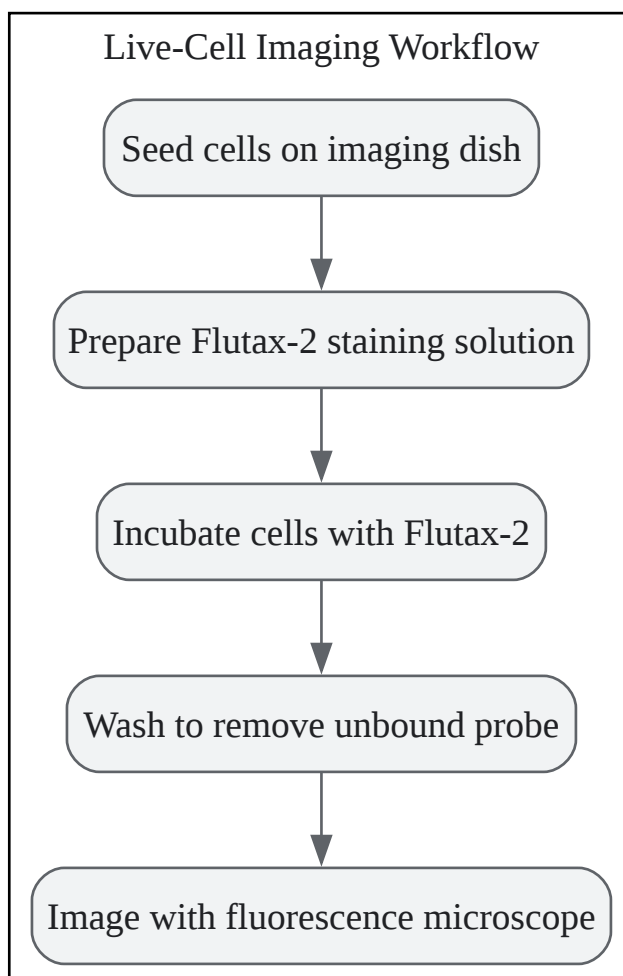 Live-Cell Imaging Workflow
Seed cells on imaging dish
Prepare Flutax-2 staining solution
Incubate cells with Flutax-2
Wash to remove unbound probe
Image with fluorescence microscope